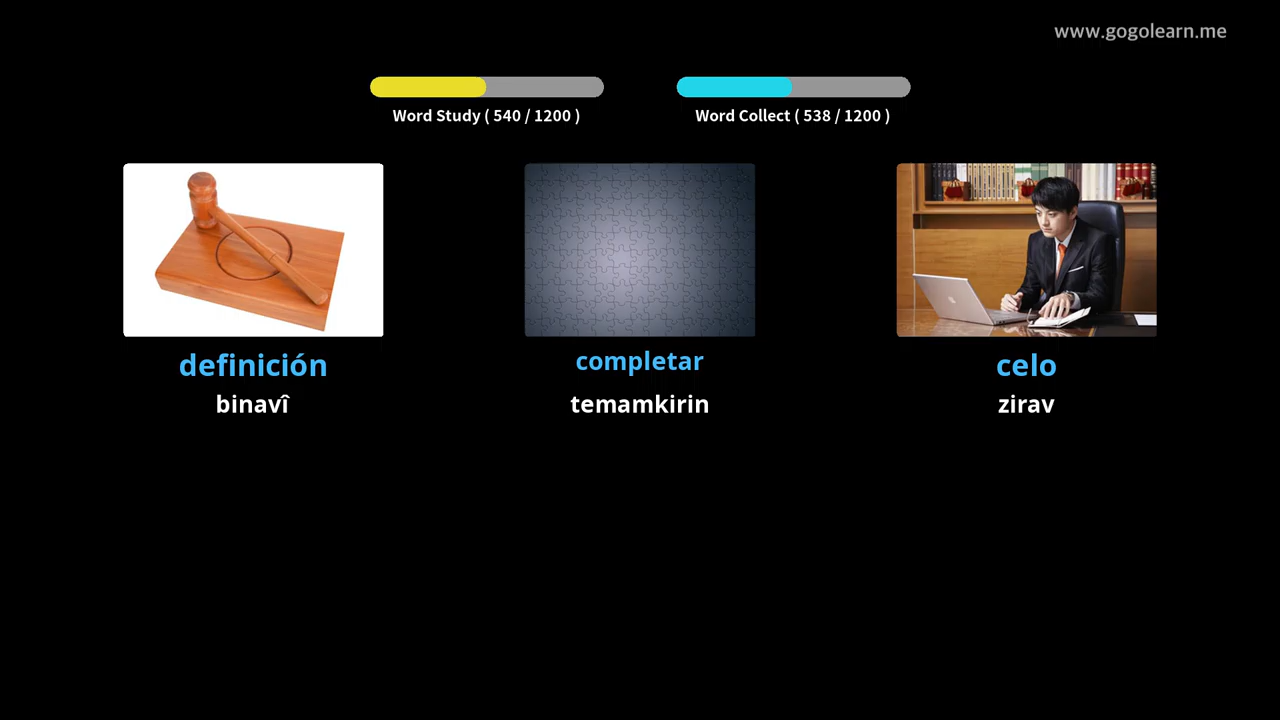 www.gogolearn.me
Word Study ( 540 / 1200 )
Word Collect ( 538 / 1200 )
definición
completar
celo
binavî
temamkirin
zirav